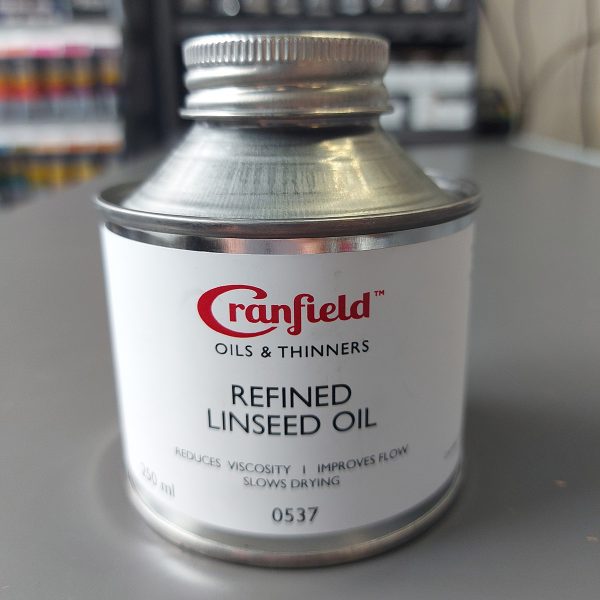 Cranfield™
OILS & THINNERS
REFINED
LINSEED OIL
REDUCES VISCOSITY | IMPROVES FLOW
SLOWS DRYING
250 ml
0537